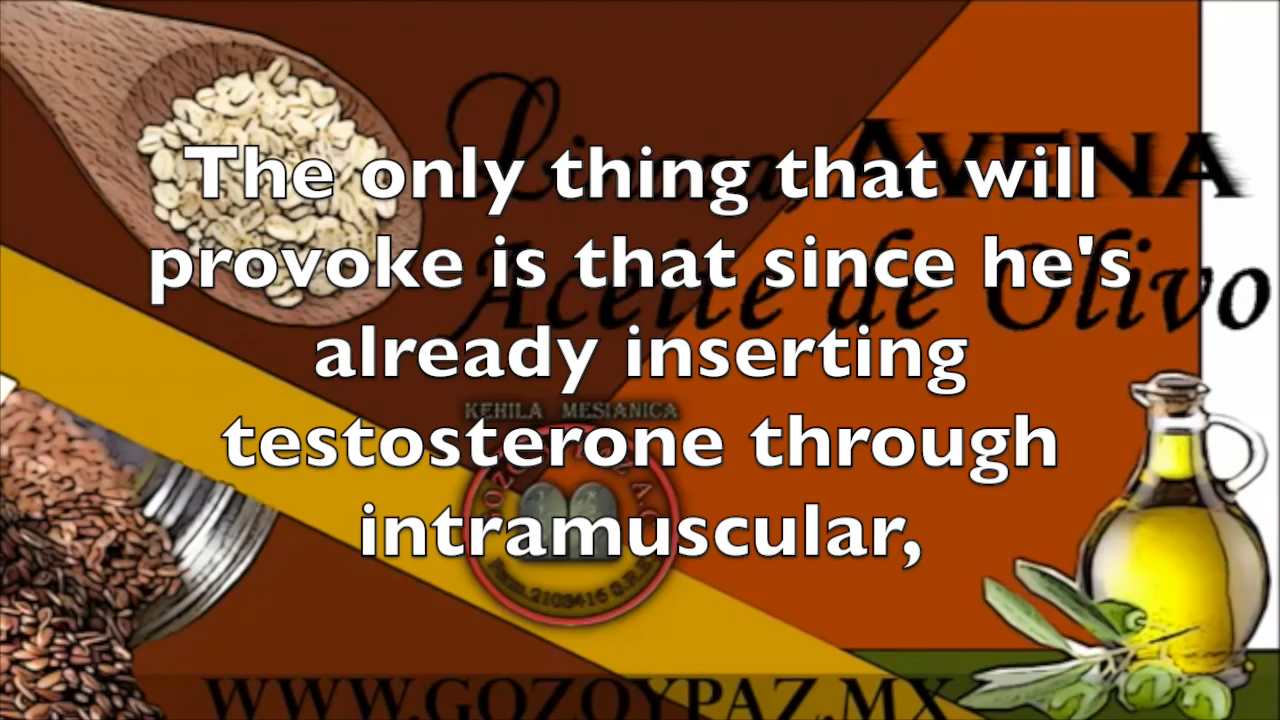 The only thing that will
provoke is that since he's
already inserting
testosterone through
intramuscular,
AVENA
Aceite de Olivo
KEHILA MESIANICA
WWW.GOZOYPAZ.MX